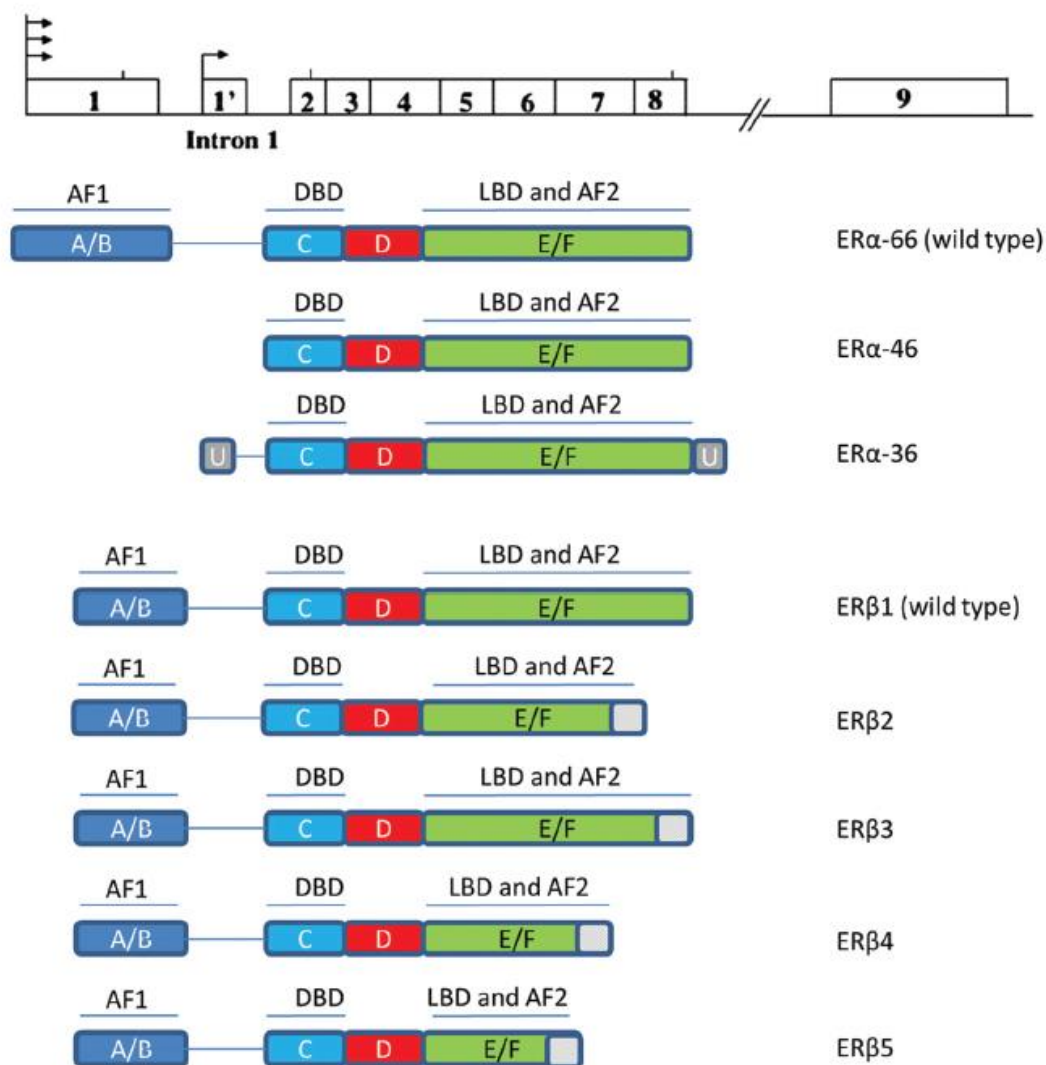 1 1' 2 3 4 5 6 7 8 9
Intron 1
AF1 DBD LBD and AF2
A/B C D E/F ERα-66 (wild type)
DBD LBD and AF2
C D E/F ERα-46
DBD LBD and AF2
U C D E/F U ERα-36
AF1 DBD LBD and AF2
A/B C D E/F ERβ1 (wild type)
AF1 DBD LBD and AF2
A/B C D E/F ERβ2
AF1 DBD LBD and AF2
A/B C D E/F ERβ3
AF1 DBD LBD and AF2
A/B C D E/F ERβ4
AF1 DBD LBD and AF2
A/B C D E/F ERβ5